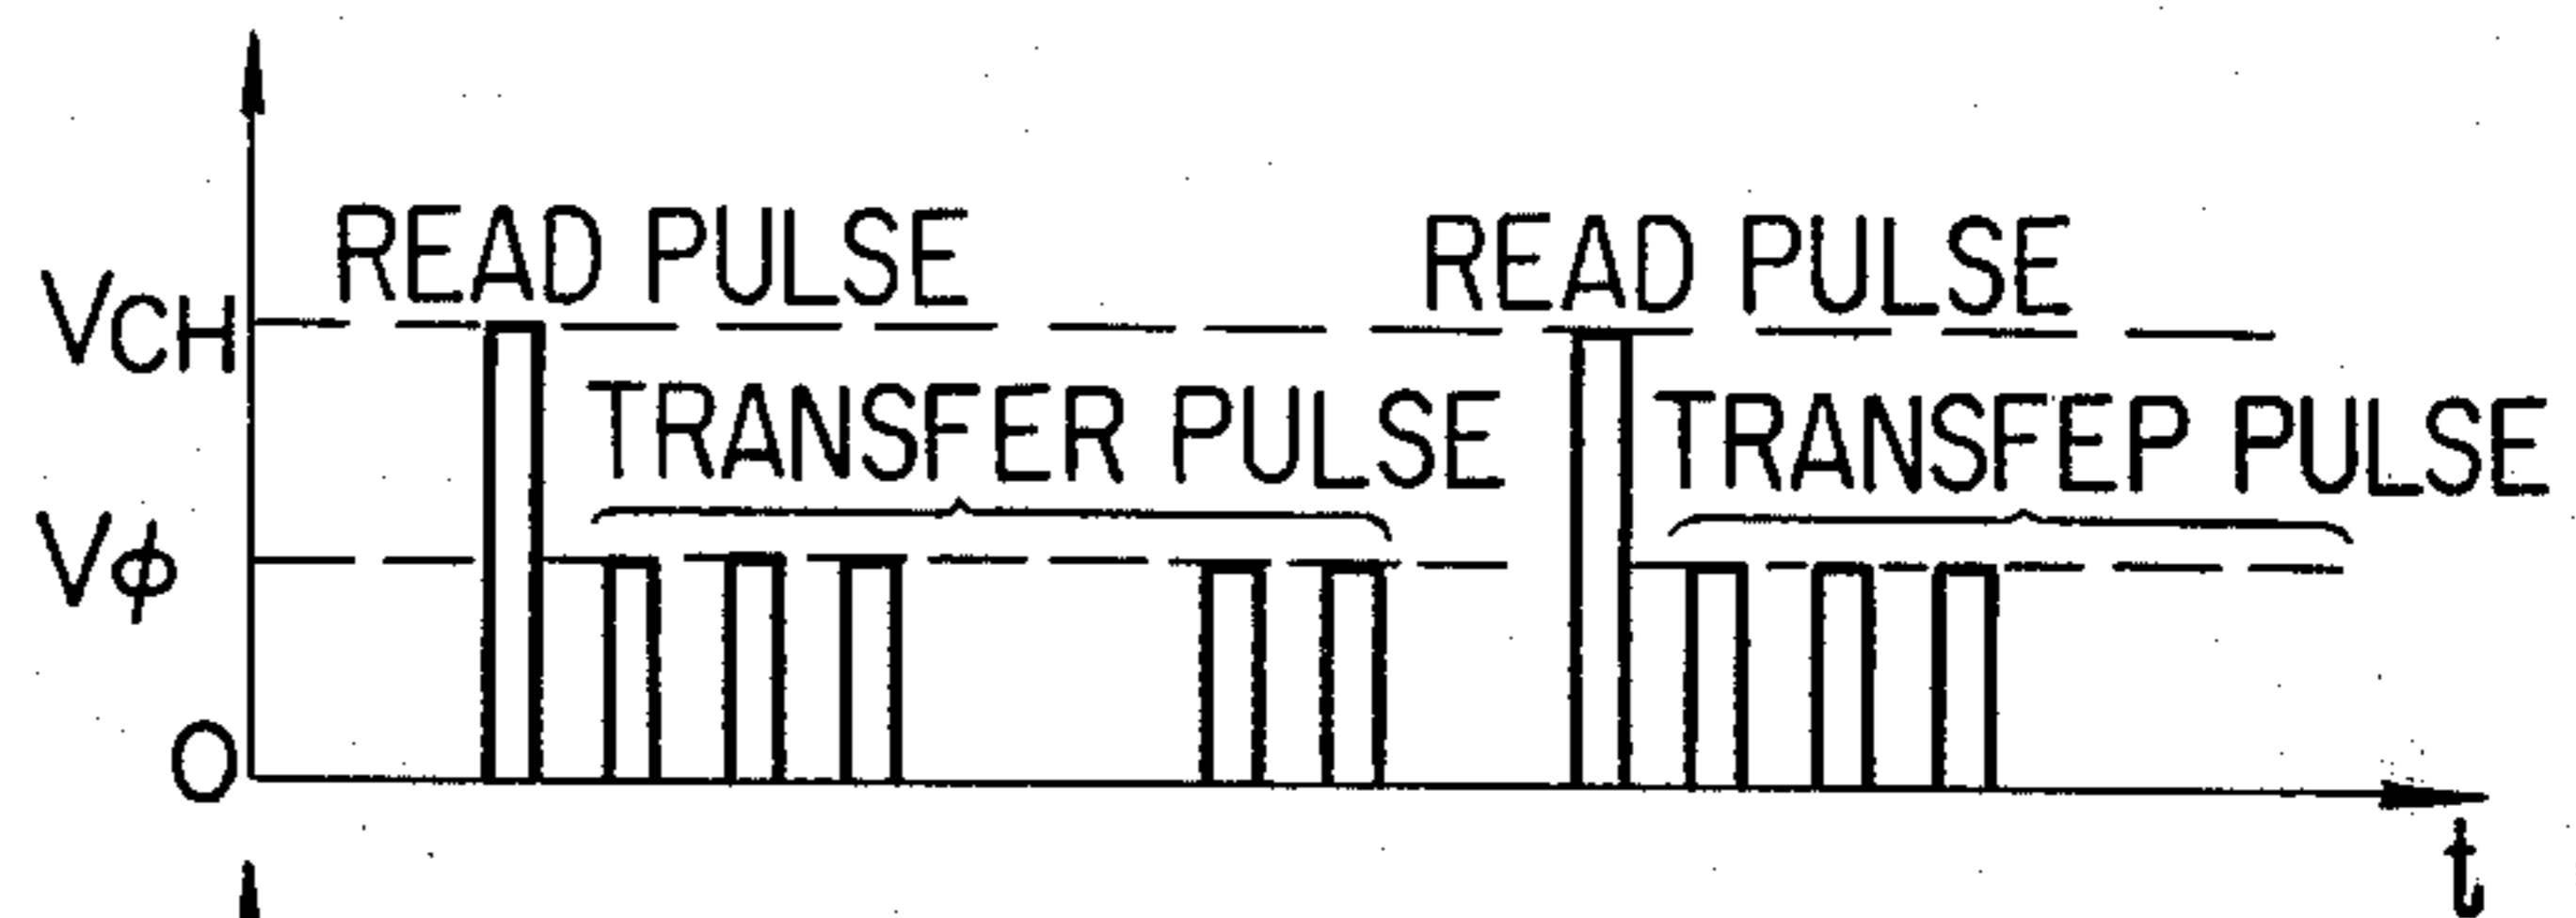 READ PULSE
READ PULSE
VCH
TRANSFER PULSE
TRANSFEP PULSE
Vϕ
O
t